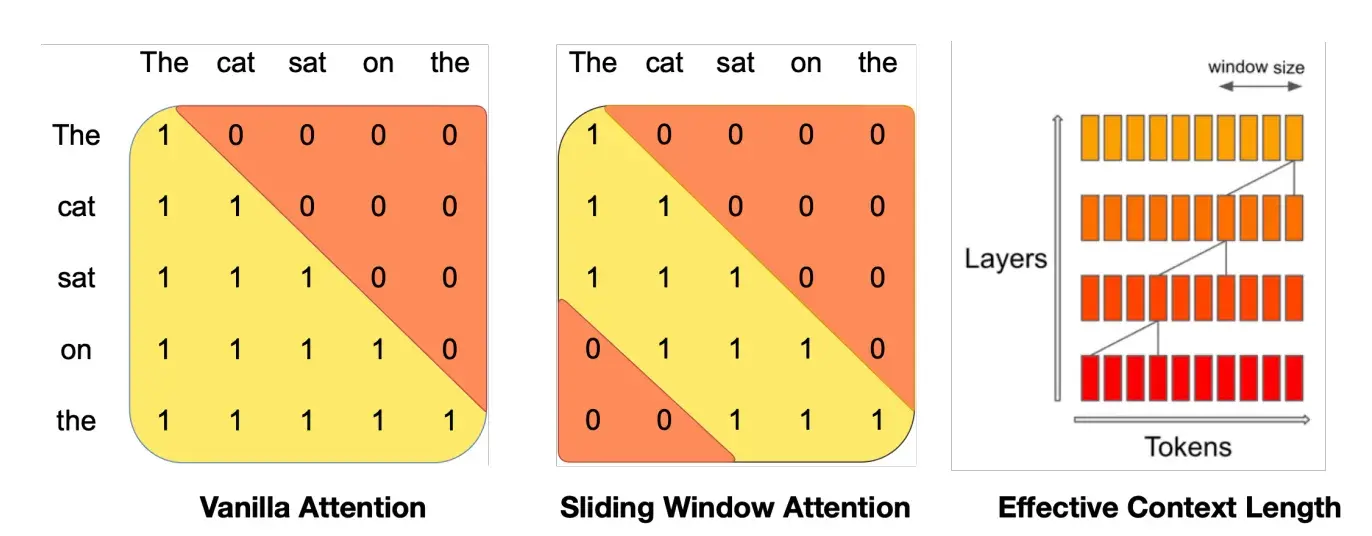 The cat sat on the
The 1 0 0 0 0
cat 1 1 0 0 0
sat 1 1 1 0 0
on 1 1 1 1 0
the 1 1 1 1 1
Vanilla Attention
The cat sat on the
1 0 0 0 0
1 1 0 0 0
1 1 1 0 0
0 1 1 1 0
0 0 1 1 1
Sliding Window Attention
window size
Layers
Tokens
Effective Context Length